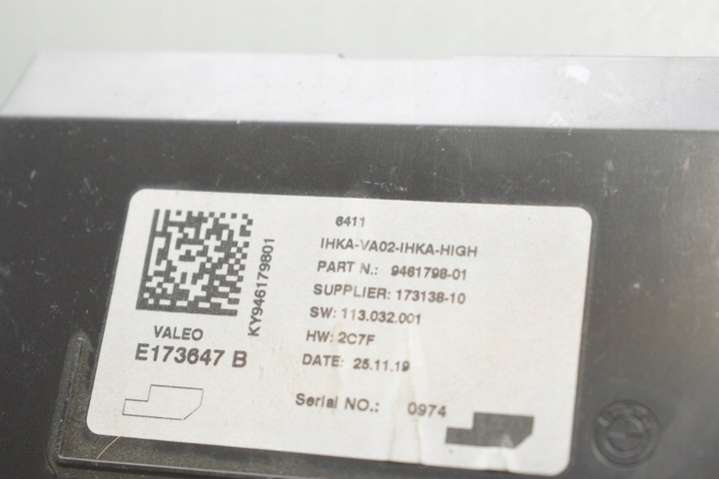 6411
IHKA-VA02-IHKA-HIGH
PART N.: 9461798-01
SUPPLIER: 173138-10
SW: 113.032.001
HW: 2C7F
DATE: 25.11.19
Serial NO.: 0974
KY946179801
VALEO
E173647 B